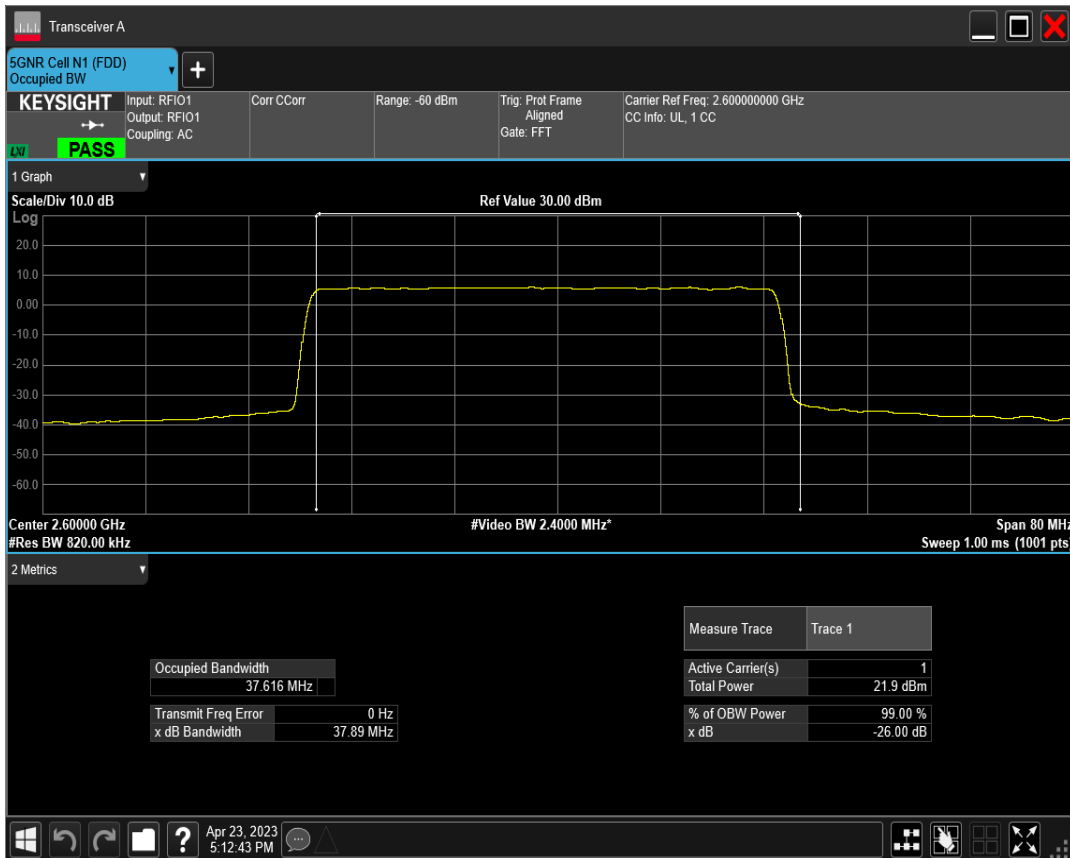 Transceiver A
5GNR Cell N1 (FDD)
Occupied BW
+
KEYSIGHT
LXI
PASS
Input: RFIO1
Output: RFIO1
Coupling: AC
Corr CCorr
Range: -60 dBm
Trig: Prot Frame
Aligned
Gate: FFT
Carrier Ref Freq: 2.600000000 GHz
CC Info: UL, 1 CC
1 Graph
Scale/Div 10.0 dB
Ref Value 30.00 dBm
Log
20.0
10.0
0.00
-10.0
-20.0
-30.0
-40.0
-50.0
-60.0
Center 2.60000 GHz
#Video BW 2.4000 MHz*
Span 80 MHz
#Res BW 820.00 kHz
Sweep 1.00 ms (1001 pts)
2 Metrics
Measure Trace Trace 1
Occupied Bandwidth
37.616 MHz
Active Carrier(s) 1
Total Power 21.9 dBm
Transmit Freq Error 0 Hz
x dB Bandwidth 37.89 MHz
% of OBW Power 99.00 %
x dB -26.00 dB
?
Apr 23, 2023
5:12:43 PM